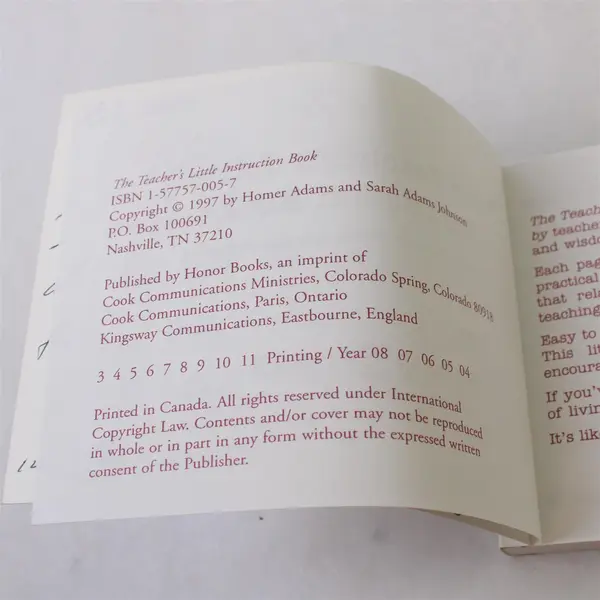 The Teacher's Little Instruction Book
ISBN 1-57757-005-7
Copyright © 1997 by Homer Adams and Sarah Adams Johnson
P.O. Box 100691
Nashville, TN 37210
Published by Honor Books, an imprint of
Cook Communications Ministries, Colorado Spring, Colorado 80918
Cook Communications, Paris, Ontario
Kingsway Communications, Eastbourne, England
3 4 5 6 7 8 9 10 11 Printing / Year 08 07 06 05 04
Printed in Canada. All rights reserved under International
Copyright Law. Contents and/or cover may not be reproduced
in whole or in part in any form without the expressed written
consent of the Publisher.
The Teach
by teache
and wisdo
Each pag
practical
that rela
teaching
Easy to
This lit
encoura
If you'v
of livin
It's lik